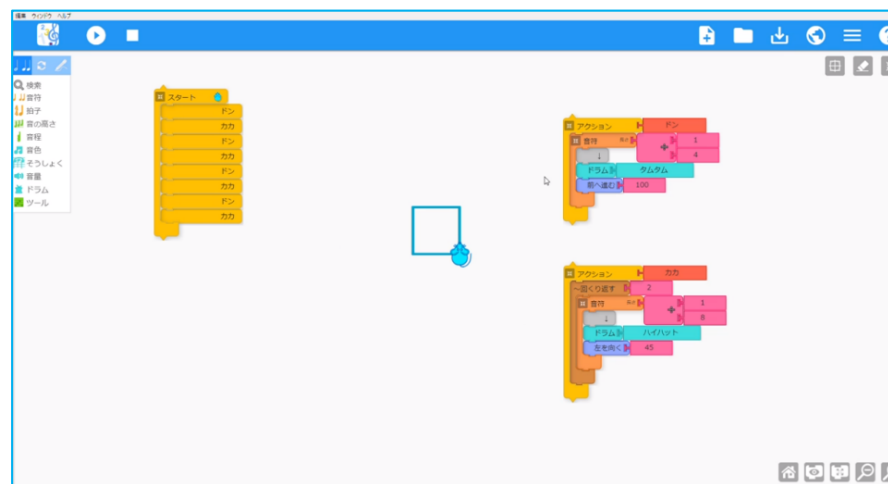 編集 ウィンドウ ヘルプ
検索
音符
拍子
音の高さ
音程
音色
そうしょく
音量
ドラム
ツール
スタート
ドン
カカ
ドン
カカ
ドン
カカ
ドン
カカ
アクション ドン
音符 長さ ÷ 1
4
↓
ドラム タムタム
前へ進む 100
アクション カカ
〜回くり返す 2
音符 長さ ÷ 1
8
↓
ドラム ハイハット
左を向く 45